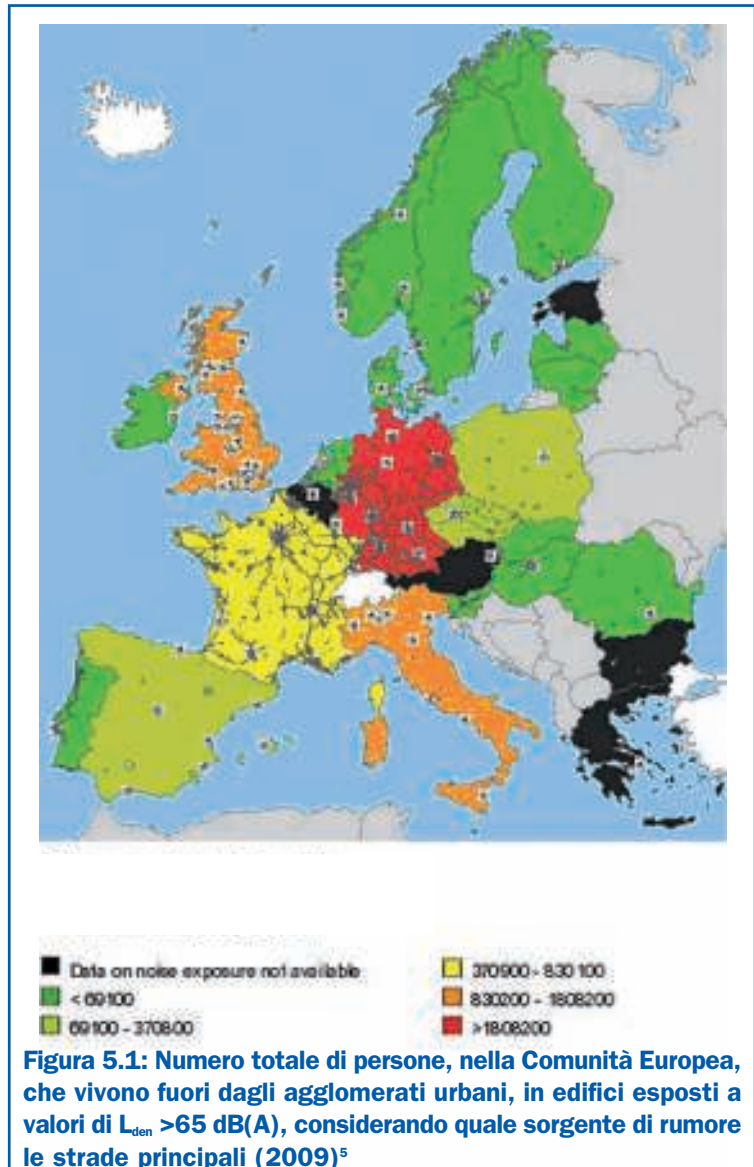 Data on noise exposure not available
< 69100
69100 - 370800
370900 - 830100
830200 - 1808200
>1808200
Figura 5.1: Numero totale di persone, nella Comunità Europea,
che vivono fuori dagli agglomerati urbani, in edifici esposti a
valori di Lden >65 dB(A), considerando quale sorgente di rumore
le strade principali (2009)5